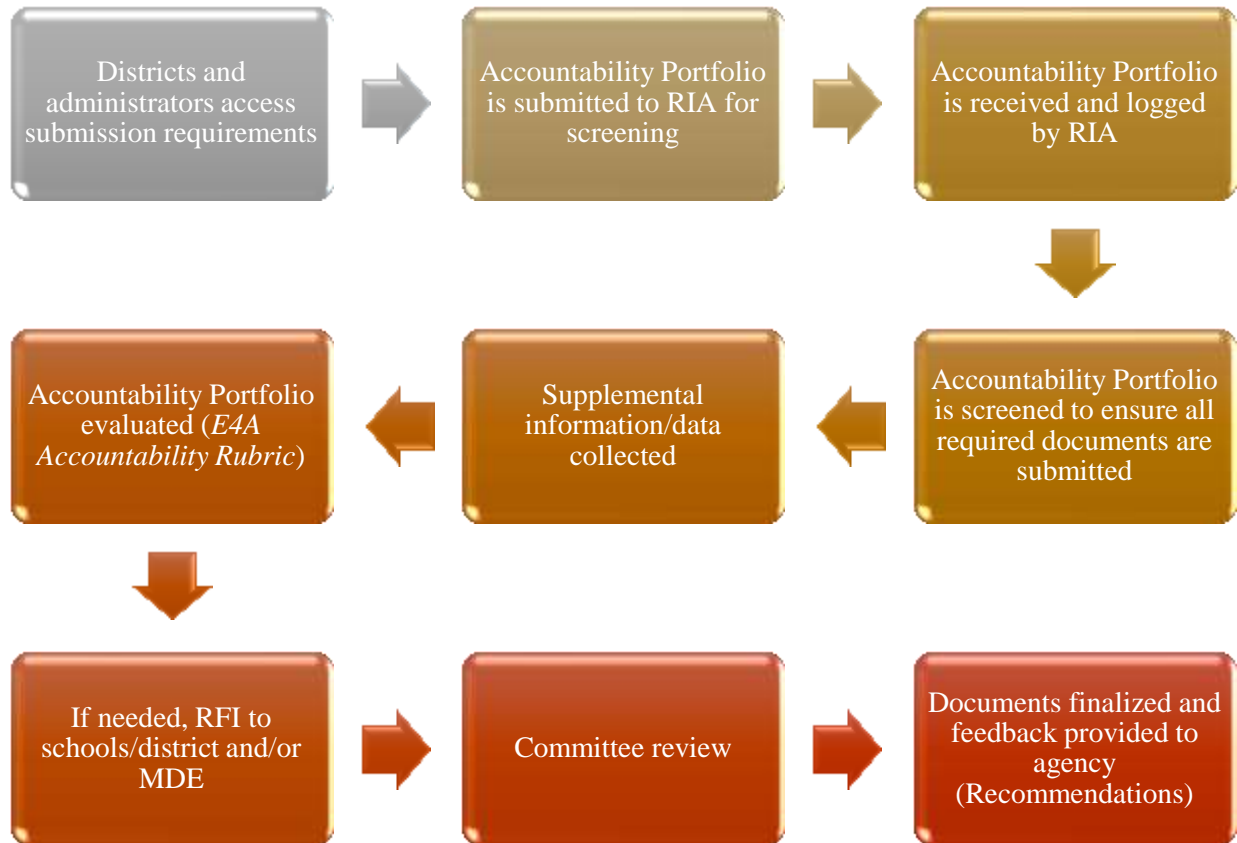 Districts and
administrators access
submission requirements
Accountability Portfolio
is submitted to RIA for
screening
Accountability Portfolio
is received and logged
by RIA
Accountability Portfolio
is screened to ensure all
required documents are
submitted
Supplemental
information/data
collected
Accountability Portfolio
evaluated (E4A
Accountability Rubric)
If needed, RFI to
schools/district and/or
MDE
Committee review
Documents finalized and
feedback provided to
agency
(Recommendations)